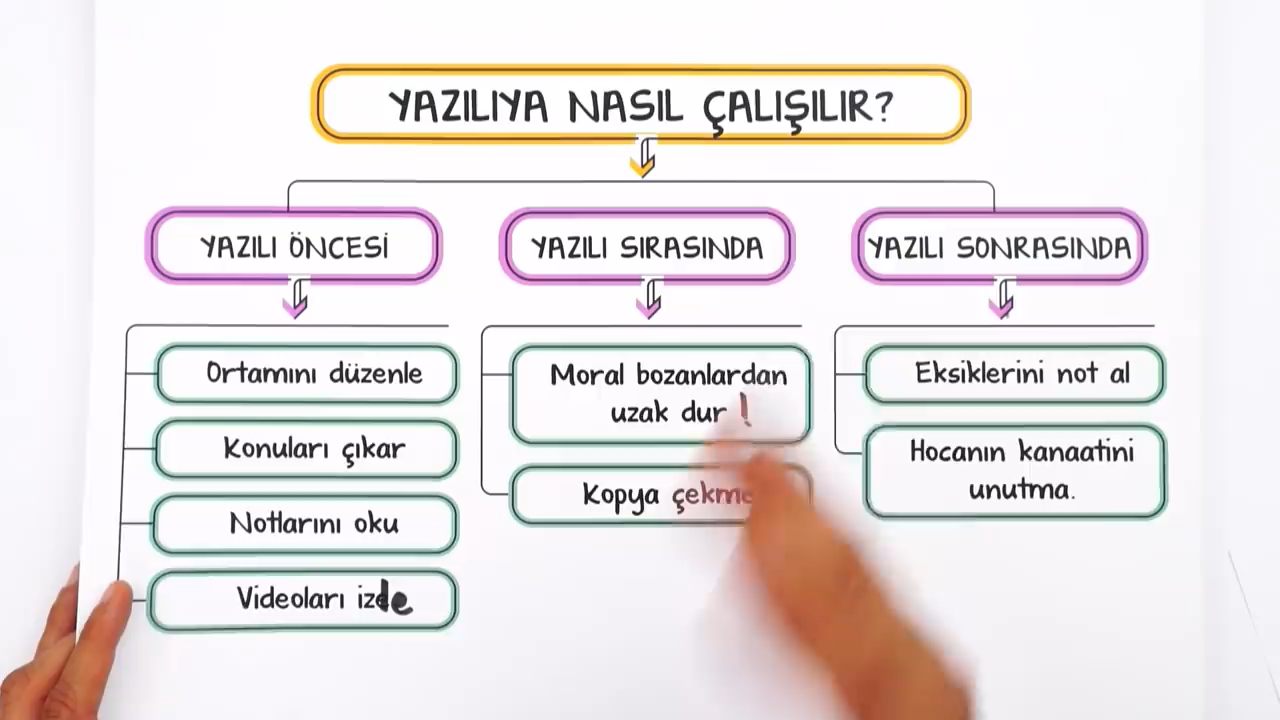 YAZILIYA NASIL ÇALIŞILIR?
YAZILI ÖNCESİ
Ortamını düzenle
Konuları çıkar
Notlarını oku
Videoları izle
YAZILI SIRASINDA
Moral bozanlardan
uzak dur !
Kopya çekme
YAZILI SONRASINDA
Eksiklerini not al
Hocanın kanaatini
unutma.